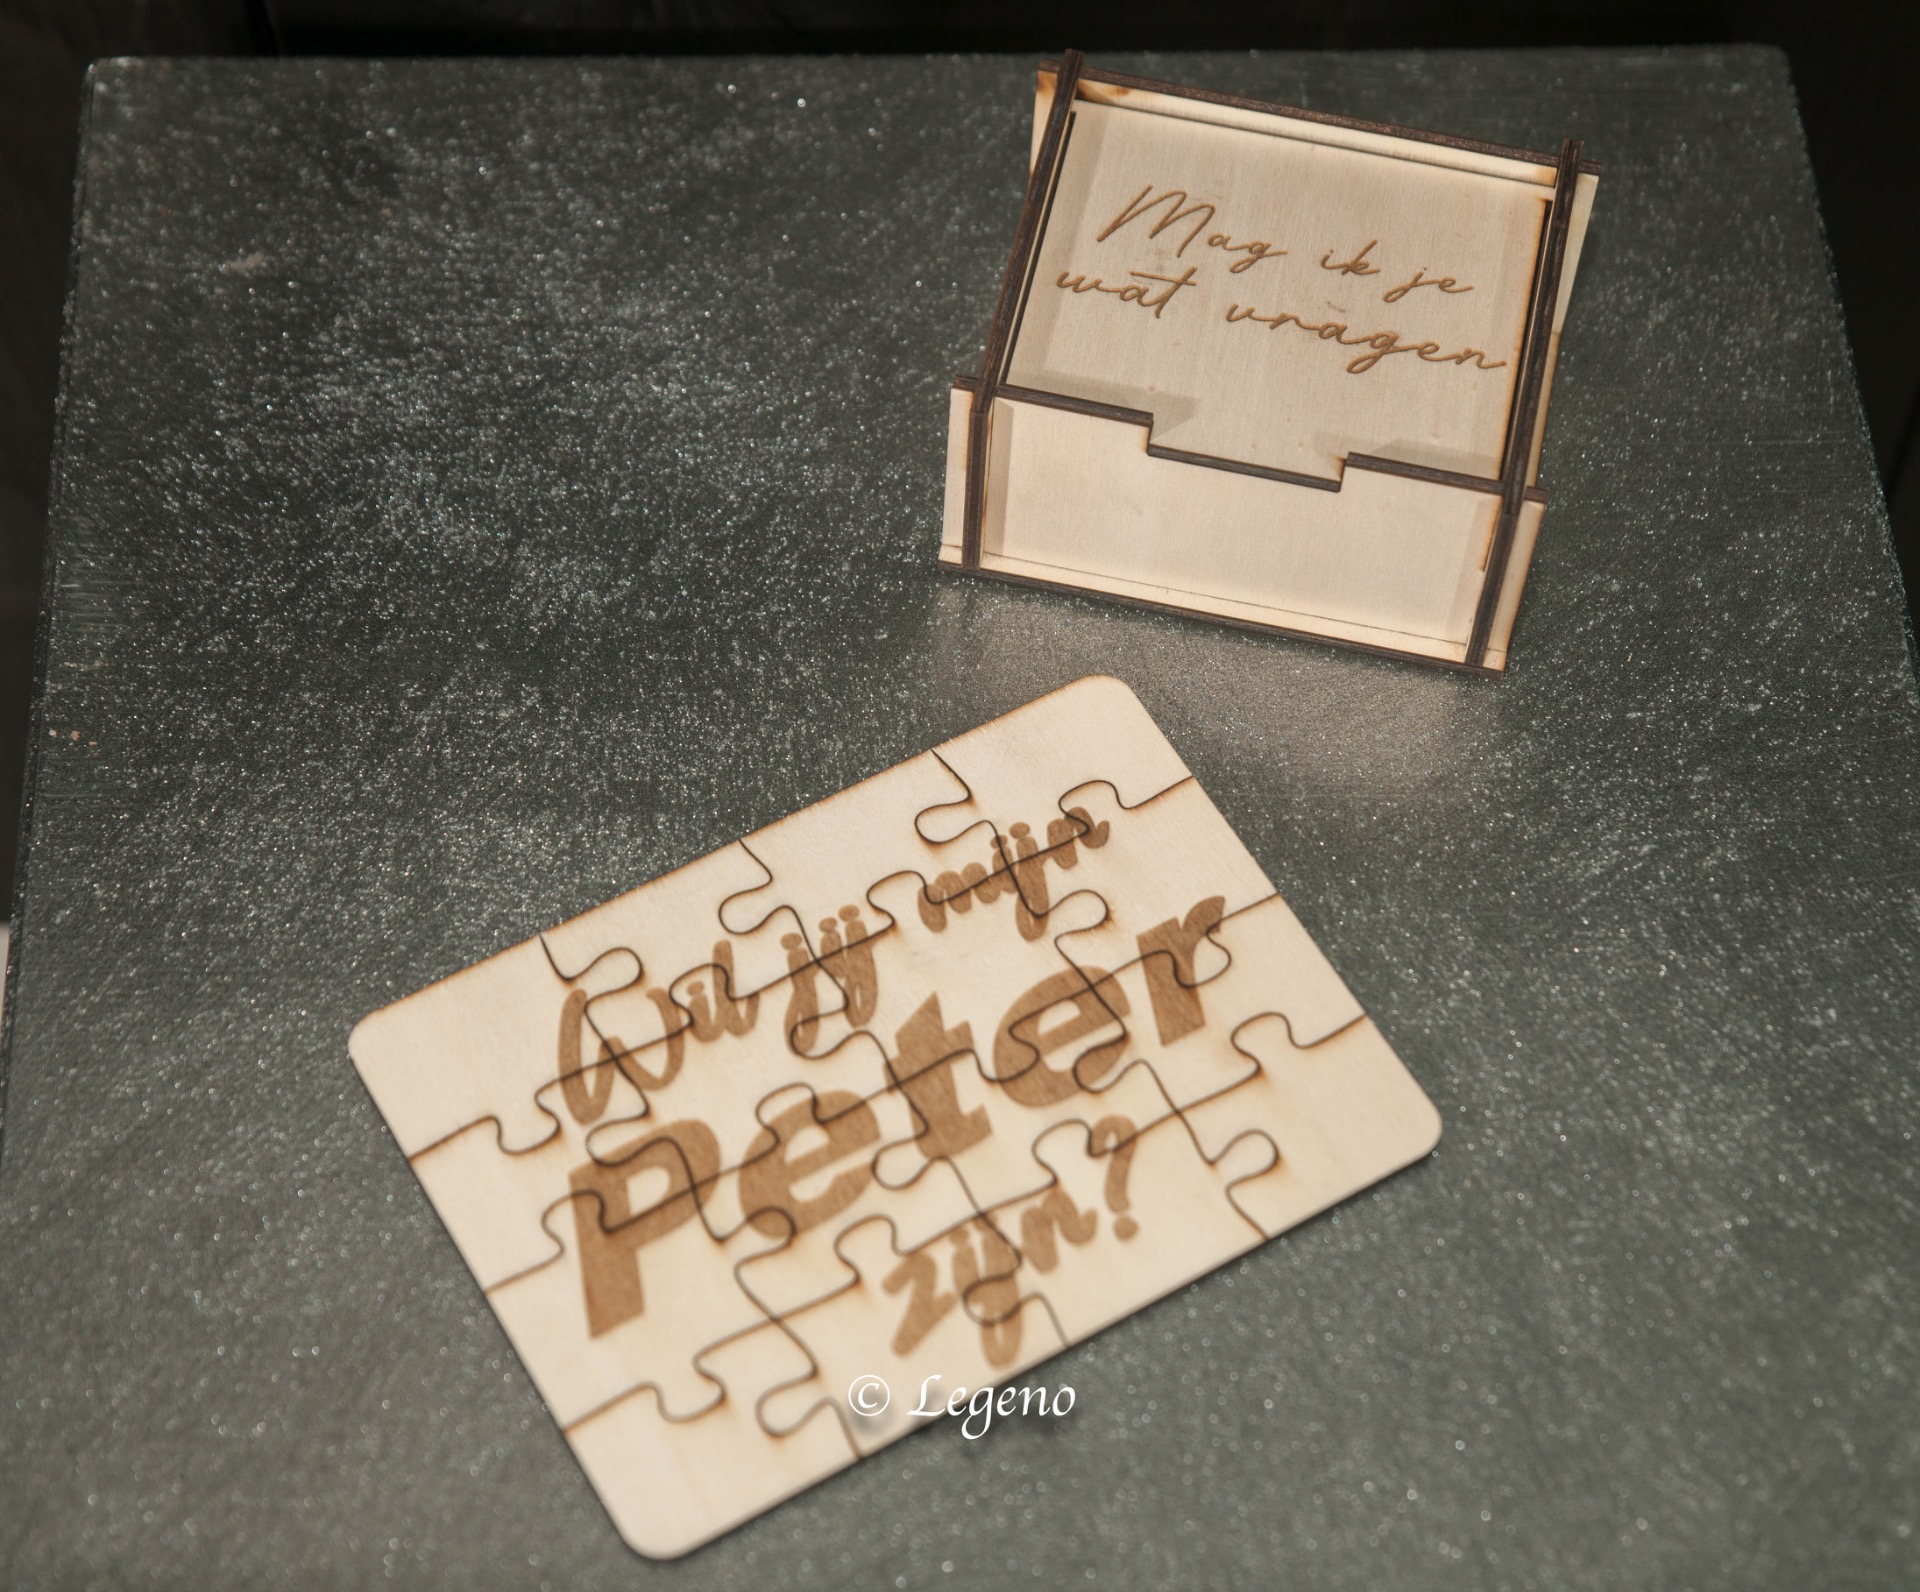 Mag ik je
wat vragen
Wil jij mijn
Peter
zijn?
© Legeno